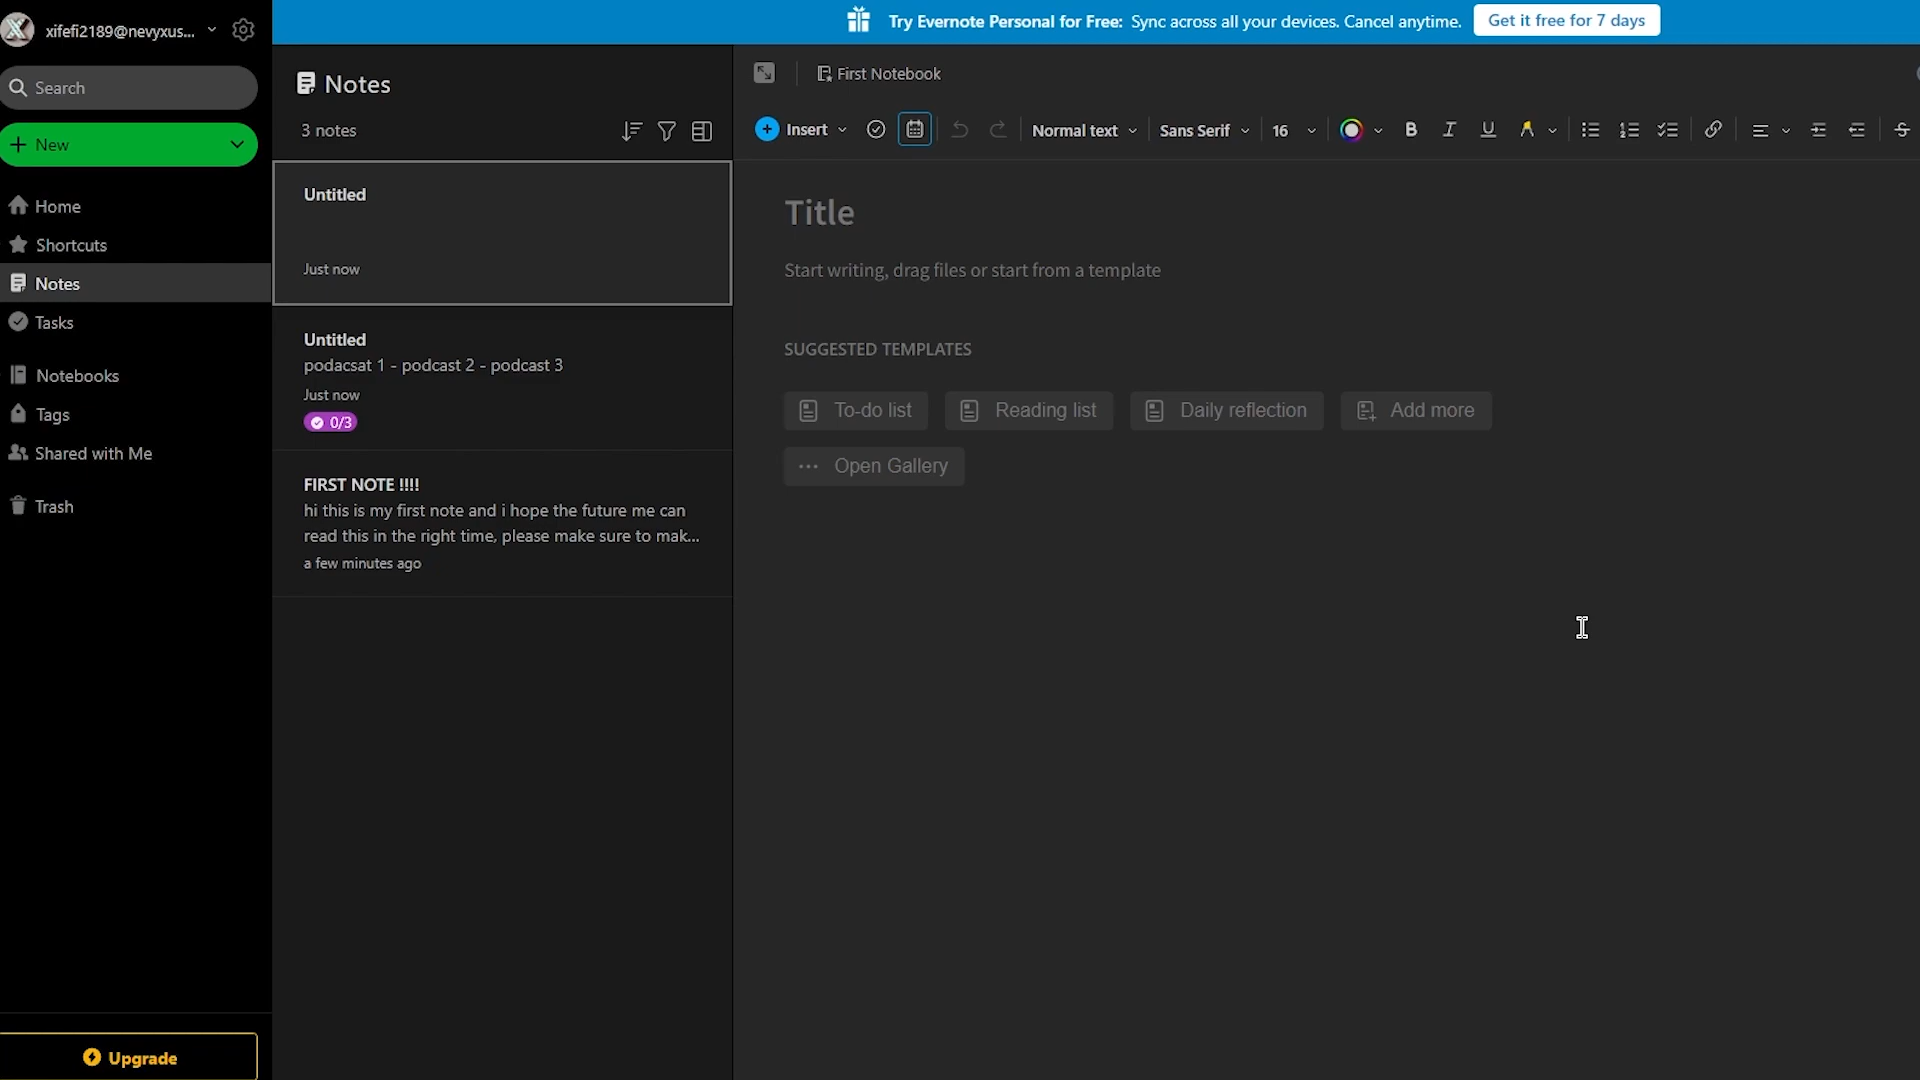 xifefi2189@nevyxus...
Try Evernote Personal for Free: Sync across all your devices. Cancel anytime.
Get it free for 7 days
Search
New
Home
Shortcuts
Notes
Tasks
Notebooks
Tags
Shared with Me
Trash
Upgrade
Notes
3 notes
Untitled
Just now
Untitled
podacsat 1 - podcast 2 - podcast 3
Just now
0/3
FIRST NOTE !!!!
hi this is my first note and i hope the future me can
read this in the right time, please make sure to mak...
a few minutes ago
First Notebook
Insert Normal text Sans Serif 16
Title
Start writing, drag files or start from a template
SUGGESTED TEMPLATES
To-do list Reading list Daily reflection Add more
Open Gallery